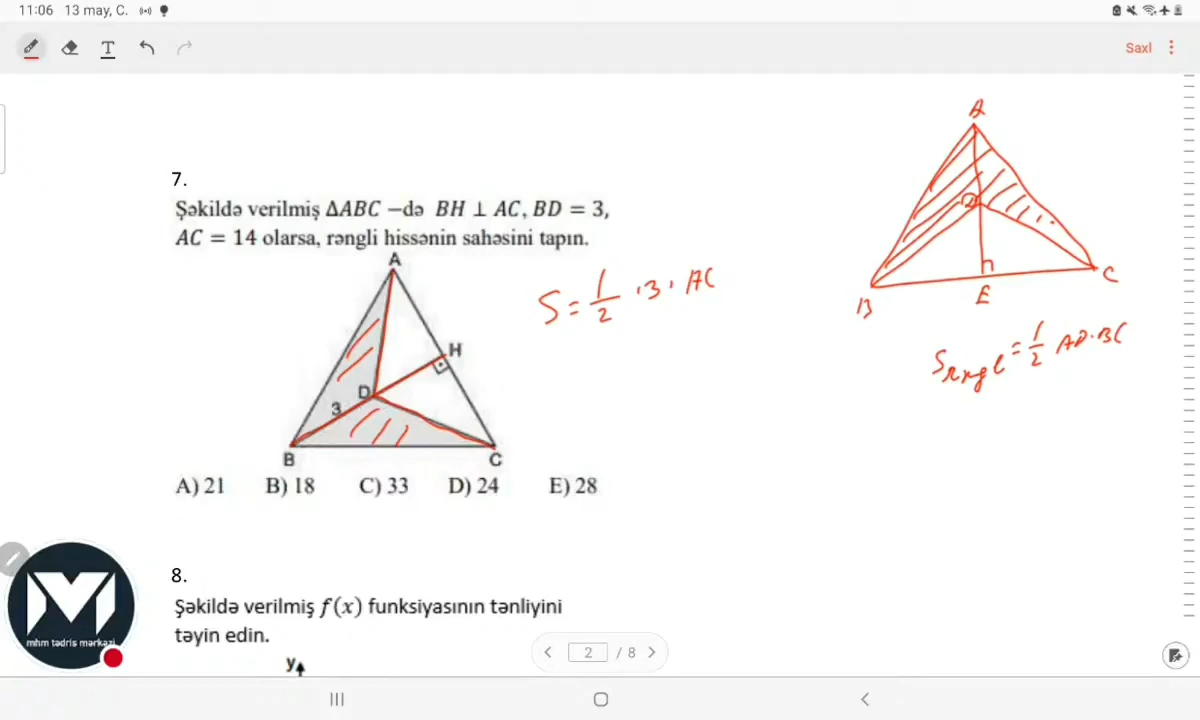 11:06 13 may, C.
T
Saxl
7.
Şəkildə verilmiş ΔABC −də BH ⊥ AC, BD = 3,
AC = 14 olarsa, rəngli hissənin sahəsini tapın.
A
H
D
3
B
C
S = 1/2 · 3 · AC
A
D
B
E
C
Srəngl = 1/2 AD·BC
A) 21 B) 18 C) 33 D) 24 E) 28
8.
Şəkildə verilmiş f(x) funksiyasının tənliyini
təyin edin.
y
M
mhm tədris mərkəzi
2 / 8